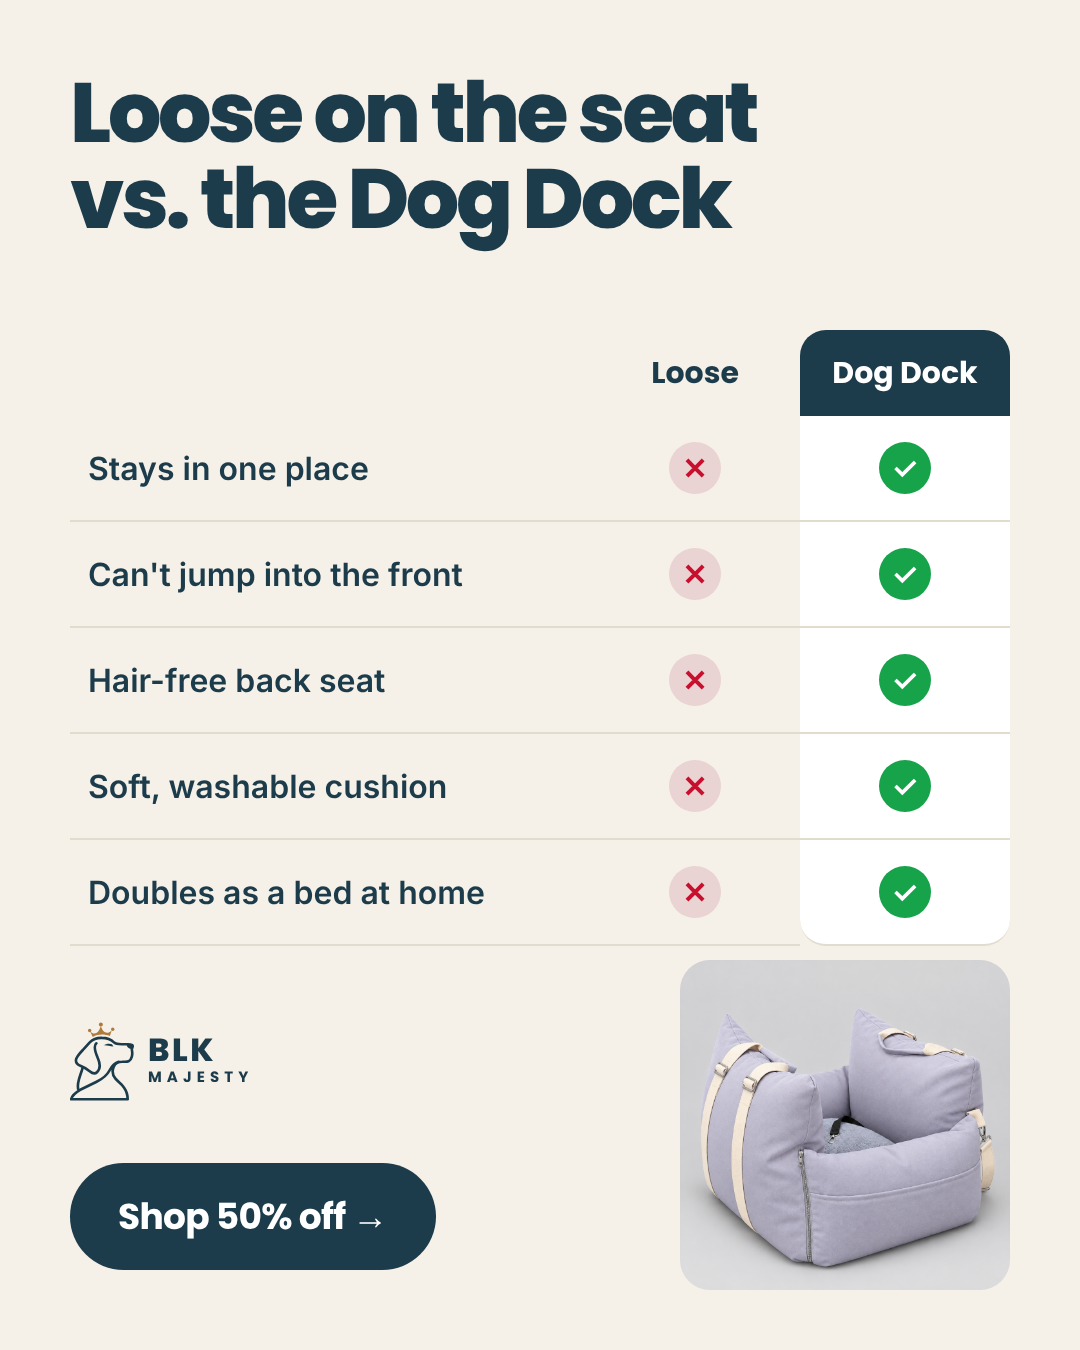 Loose on the seat
vs. the Dog Dock
Loose
Dog Dock
Stays in one place
Can't jump into the front
Hair-free back seat
Soft, washable cushion
Doubles as a bed at home
BLK
MAJESTY
Shop 50% off →